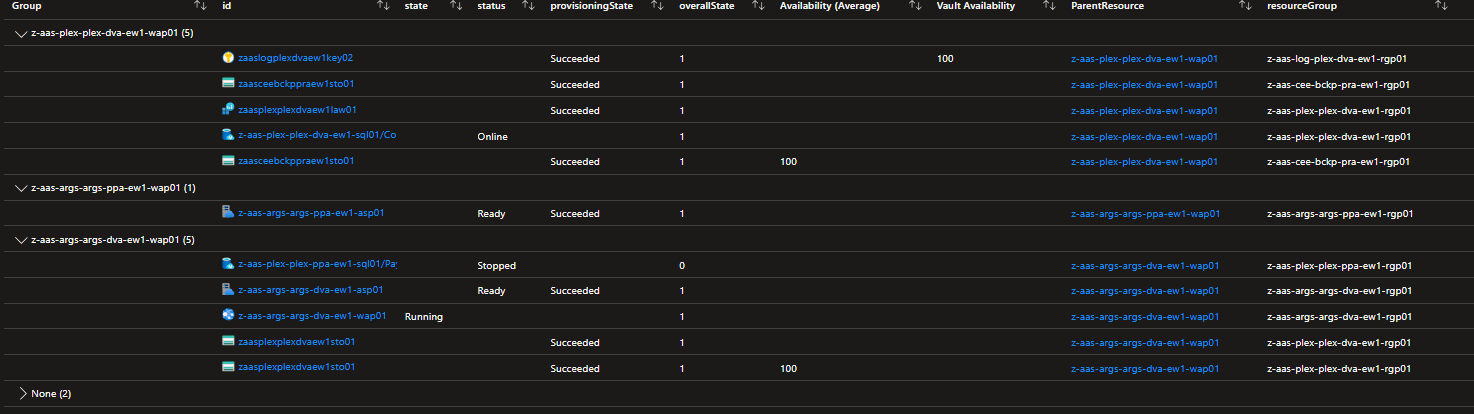 Group id state status provisioningState overallState Availability (Average) Vault Availability ParentResource resourceGroup
z-aas-plex-plex-dva-ew1-wap01 (5)
zaaslogplexdvaew1key02 Succeeded 1 100 z-aas-plex-plex-dva-ew1-wap01 z-aas-log-plex-dva-ew1-rgp01
zaasceebckppraew1sto01 Succeeded 1 z-aas-plex-plex-dva-ew1-wap01 z-aas-cee-bckp-pra-ew1-rgp01
zaasplexplexdvaew1law01 Succeeded 1 z-aas-plex-plex-dva-ew1-wap01 z-aas-plex-plex-dva-ew1-rgp01
z-aas-plex-plex-dva-ew1-sql01/Co Online 1 z-aas-plex-plex-dva-ew1-wap01 z-aas-plex-plex-dva-ew1-rgp01
zaasceebckppraew1sto01 Succeeded 1 100 z-aas-plex-plex-dva-ew1-wap01 z-aas-cee-bckp-pra-ew1-rgp01
z-aas-args-args-ppa-ew1-wap01 (1)
z-aas-args-args-ppa-ew1-asp01 Ready Succeeded 1 z-aas-args-args-ppa-ew1-wap01 z-aas-args-args-ppa-ew1-rgp01
z-aas-args-args-dva-ew1-wap01 (5)
z-aas-plex-plex-ppa-ew1-sql01/Pay Stopped 0 z-aas-args-args-dva-ew1-wap01 z-aas-plex-plex-ppa-ew1-rgp01
z-aas-args-args-dva-ew1-asp01 Ready Succeeded 1 z-aas-args-args-dva-ew1-wap01 z-aas-args-args-dva-ew1-rgp01
z-aas-args-args-dva-ew1-wap01 Running 1 z-aas-args-args-dva-ew1-wap01 z-aas-args-args-dva-ew1-rgp01
zaasplexplexdvaew1sto01 Succeeded 1 z-aas-args-args-dva-ew1-wap01 z-aas-plex-plex-dva-ew1-rgp01
zaasplexplexdvaew1sto01 Succeeded 1 100 z-aas-args-args-dva-ew1-wap01 z-aas-plex-plex-dva-ew1-rgp01
None (2)